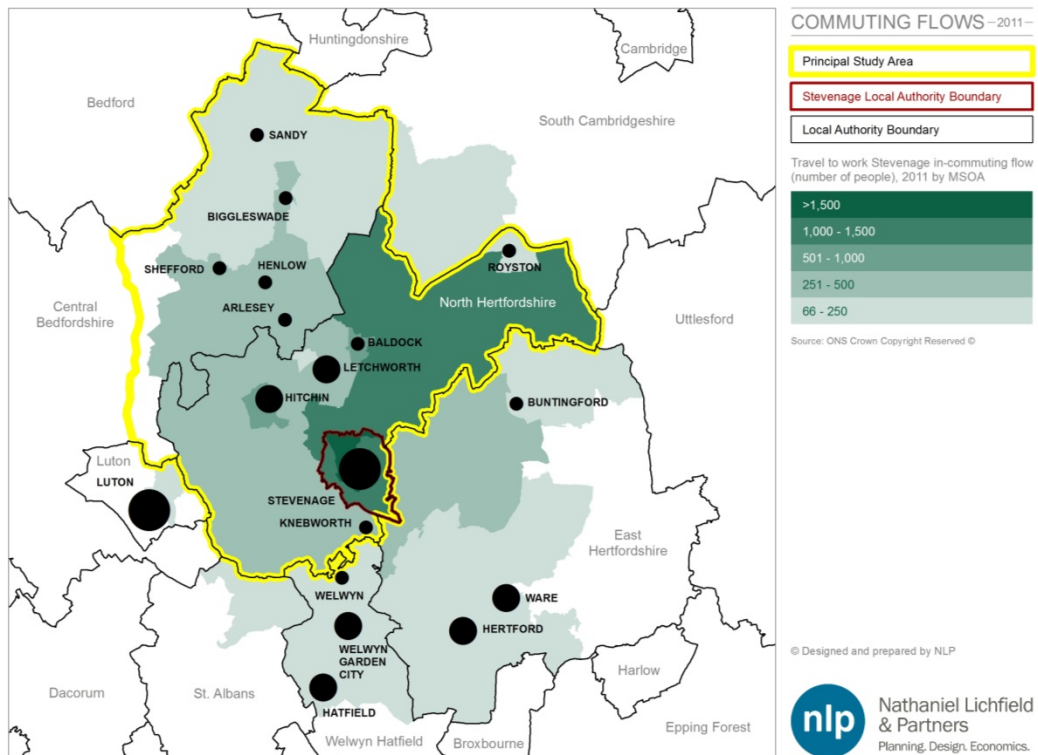 Huntingdonshire
Cambridge
Bedford
South Cambridgeshire
SANDY
BIGGLESWADE
SHEFFORD
HENLOW
ROYSTON
Central
Bedfordshire
ARLESEY
North Hertfordshire
Uttlesford
BALDOCK
LETCHWORTH
HITCHIN
BUNTINGFORD
Luton
LUTON
STEVENAGE
KNEBWORTH
East
Hertfordshire
WELWYN
WARE
HERTFORD
WELWYN
GARDEN
CITY
Harlow
Dacorum
St. Albans
HATFIELD
Welwyn Hatfield
Broxbourne
Epping Forest
COMMUTING FLOWS –2011–
Principal Study Area
Stevenage Local Authority Boundary
Local Authority Boundary
Travel to work Stevenage in-commuting flow
(number of people), 2011 by MSOA
>1,500
1,000 - 1,500
501 - 1,000
251 - 500
66 - 250
Source: ONS Crown Copyright Reserved ©
© Designed and prepared by NLP
nlp
Nathaniel Lichfield
& Partners
Planning. Design. Economics.